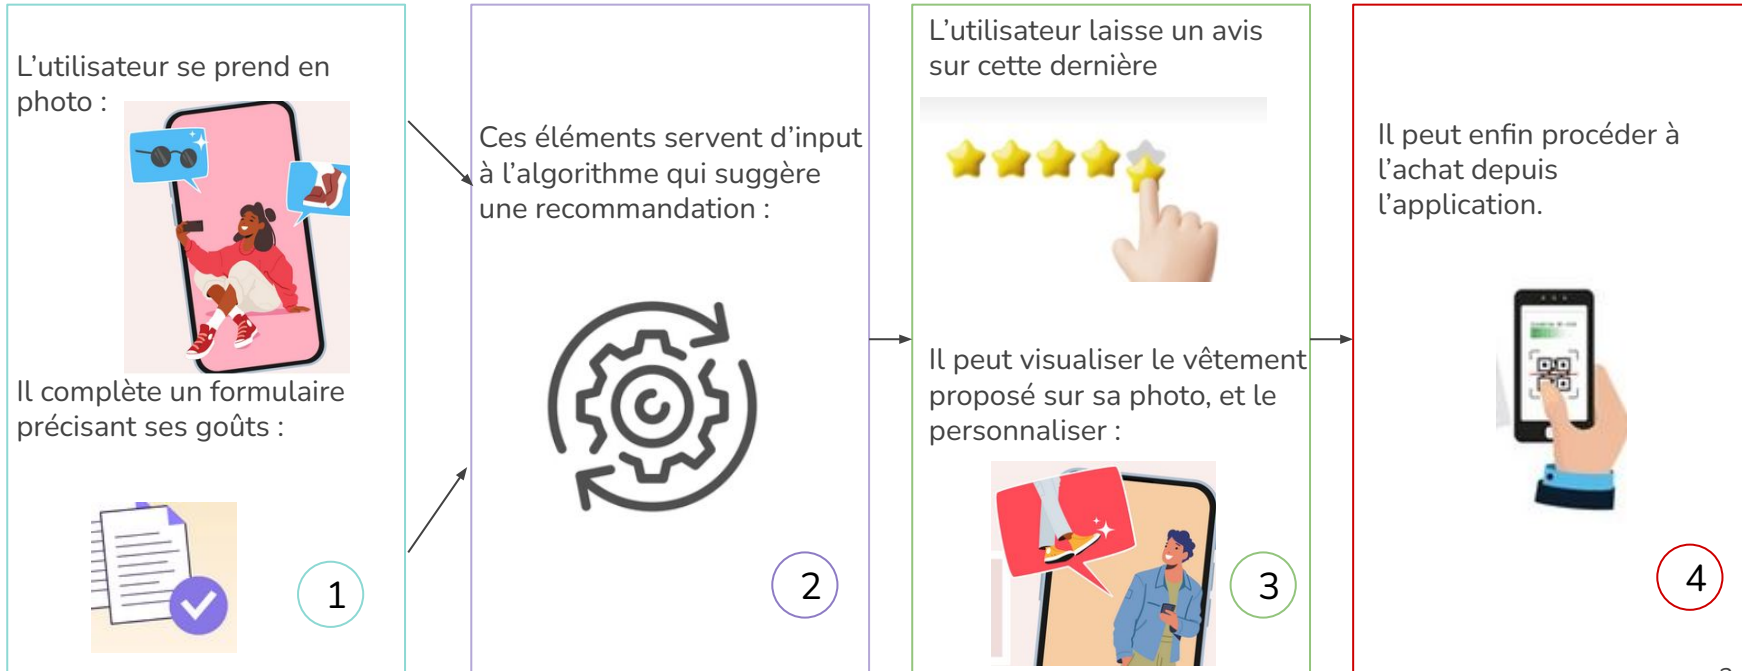 L’utilisateur se prend en
photo :
Il complète un formulaire
précisant ses goûts :
1
Ces éléments servent d’input
à l’algorithme qui suggère
une recommandation :
2
L’utilisateur laisse un avis
sur cette dernière
Il peut visualiser le vêtement
proposé sur sa photo, et le
personnaliser :
3
Il peut enfin procéder à
l’achat depuis
l’application.
4